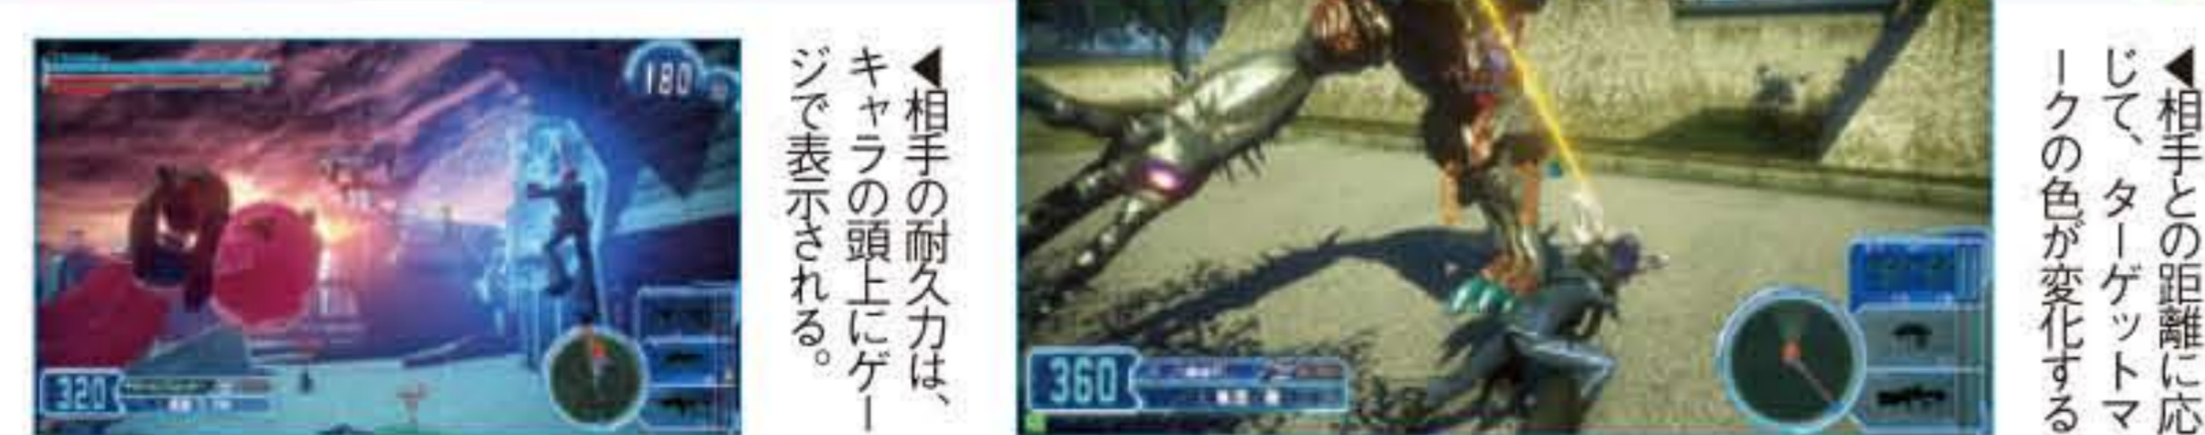 ◀相手との距離に応
じて、ターゲットマ
ークの色が変化する
◀相手の耐久力は、
キャラの頭上にゲー
ジで表示される。
180
320
360